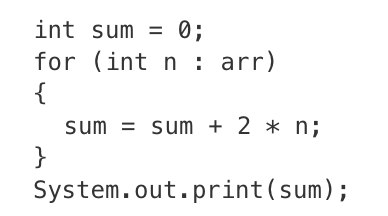 int sum = 0;
for (int n : arr)
{
  sum = sum + 2 * n;
}
System.out.print(sum);